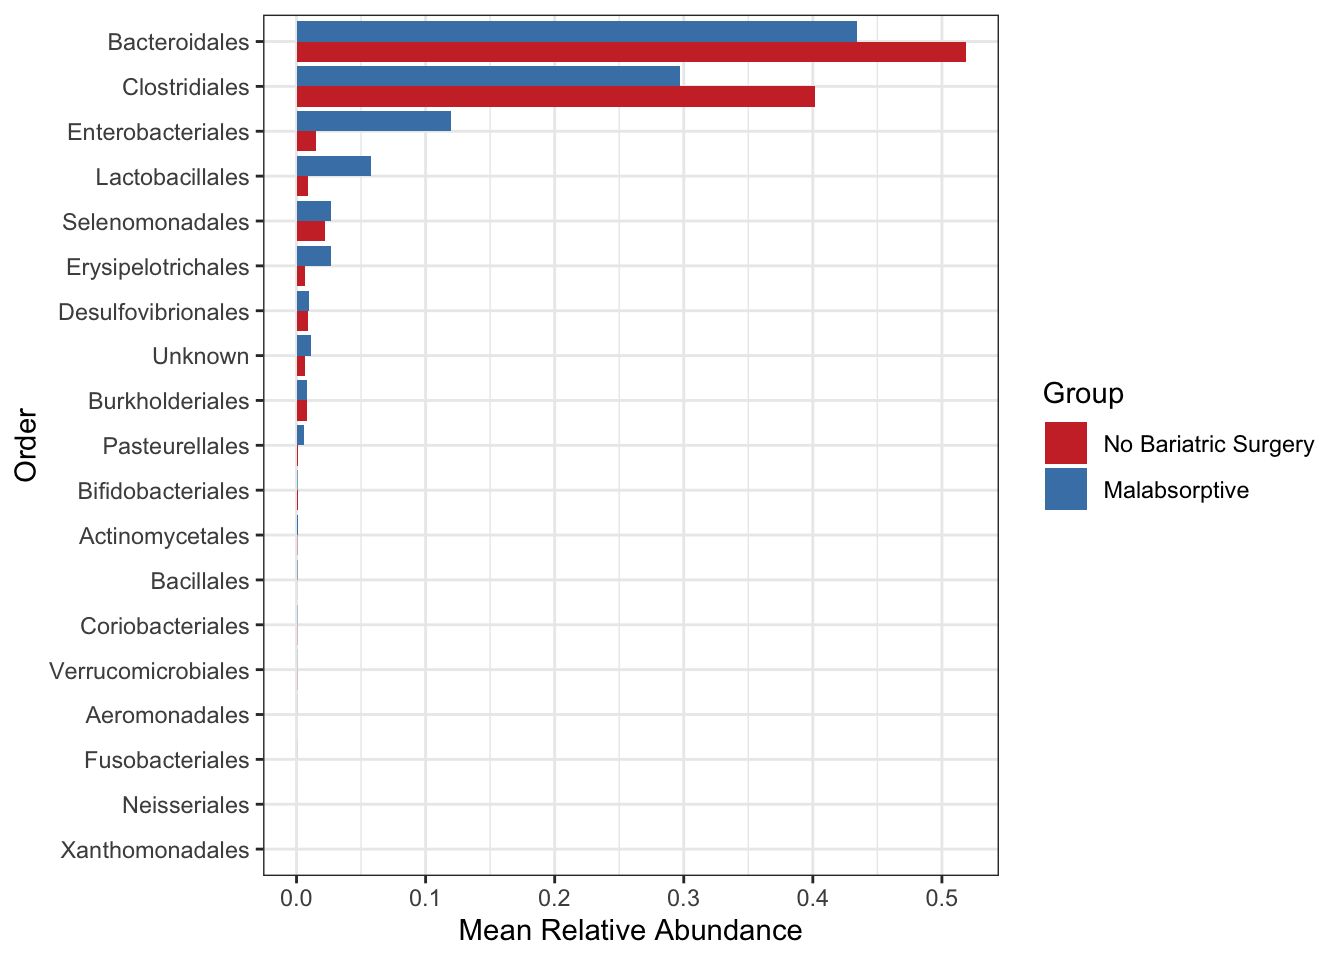 Bacteroidales
Clostridiales
Enterobacteriales
Lactobacillales
Selenomonadales
Erysipelotrichales
Desulfovibrionales
Unknown
Burkholderiales
Pasteurellales
Bifidobacteriales
Actinomycetales
Bacillales
Coriobacteriales
Verrucomicrobiales
Aeromonadales
Fusobacteriales
Neisseriales
Xanthomonadales
Order
0.0 0.1 0.2 0.3 0.4 0.5
Mean Relative Abundance
Group
No Bariatric Surgery
Malabsorptive